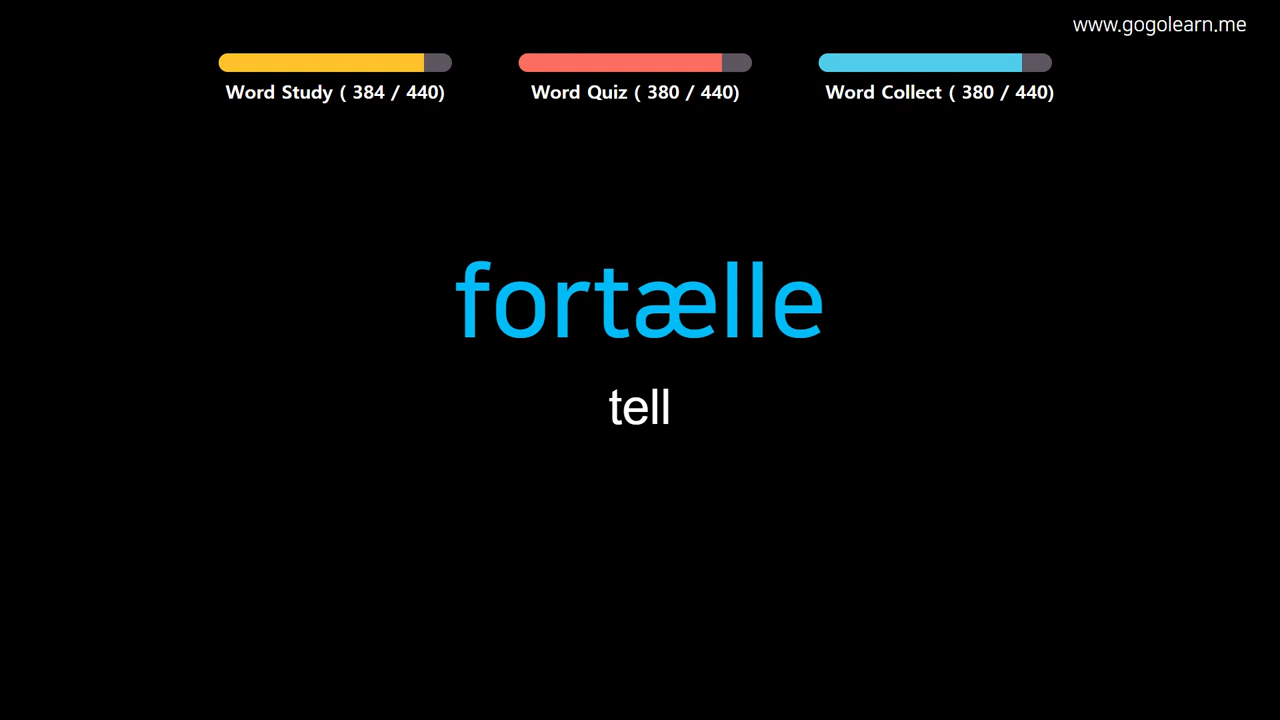 www.gogolearn.me
Word Study ( 384 / 440)
Word Quiz ( 380 / 440)
Word Collect ( 380 / 440)
fortælle
tell